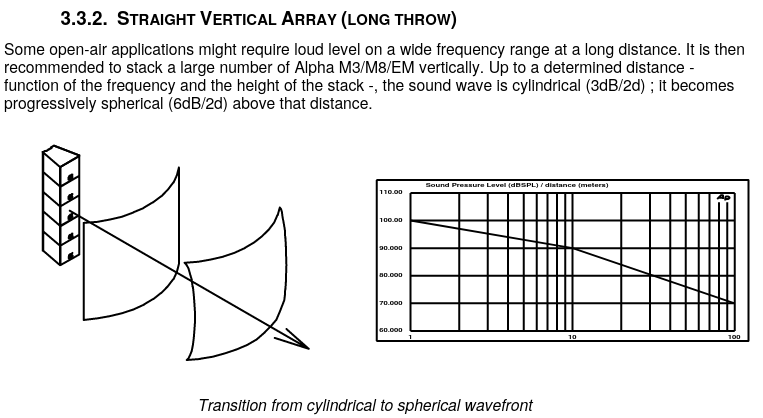 3.3.2. STRAIGHT VERTICAL ARRAY (LONG THROW)
Some open-air applications might require loud level on a wide frequency range at a long distance. It is then
recommended to stack a large number of Alpha M3/M8/EM vertically. Up to a determined distance -
function of the frequency and the height of the stack -, the sound wave is cylindrical (3dB/2d) ; it becomes
progressively spherical (6dB/2d) above that distance.
Sound Pressure Level (dBSPL) / distance (meters)
110.00
Ap
100.00
90.000
80.000
70.000
60.000
1 10 100
Transition from cylindrical to spherical wavefront